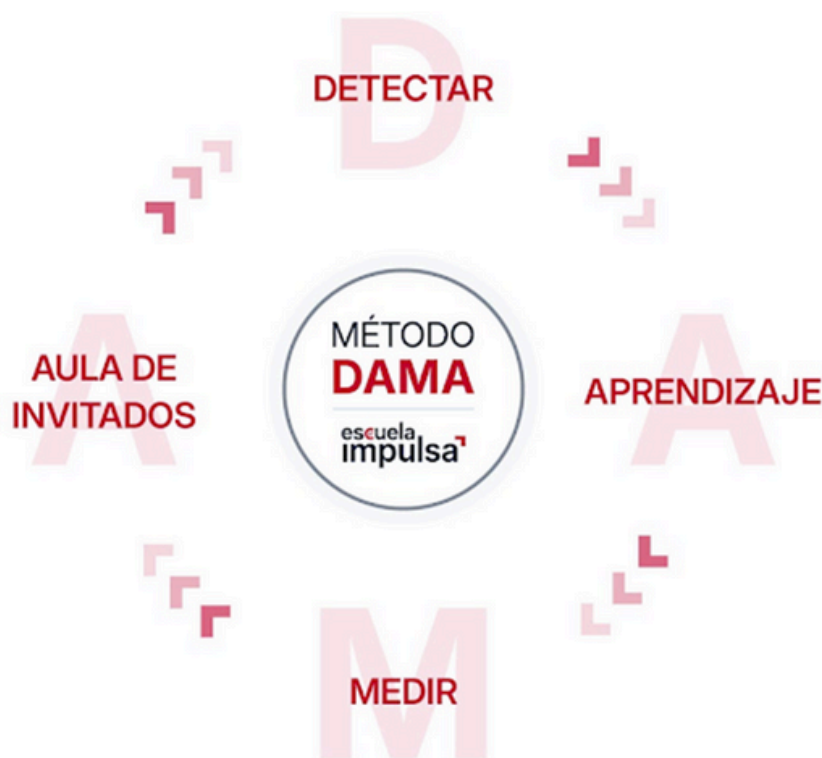 D
DETECTAR
A
APRENDIZAJE
M
MEDIR
A
AULA DE
INVITADOS
MÉTODO
DAMA
escuela
impulsa